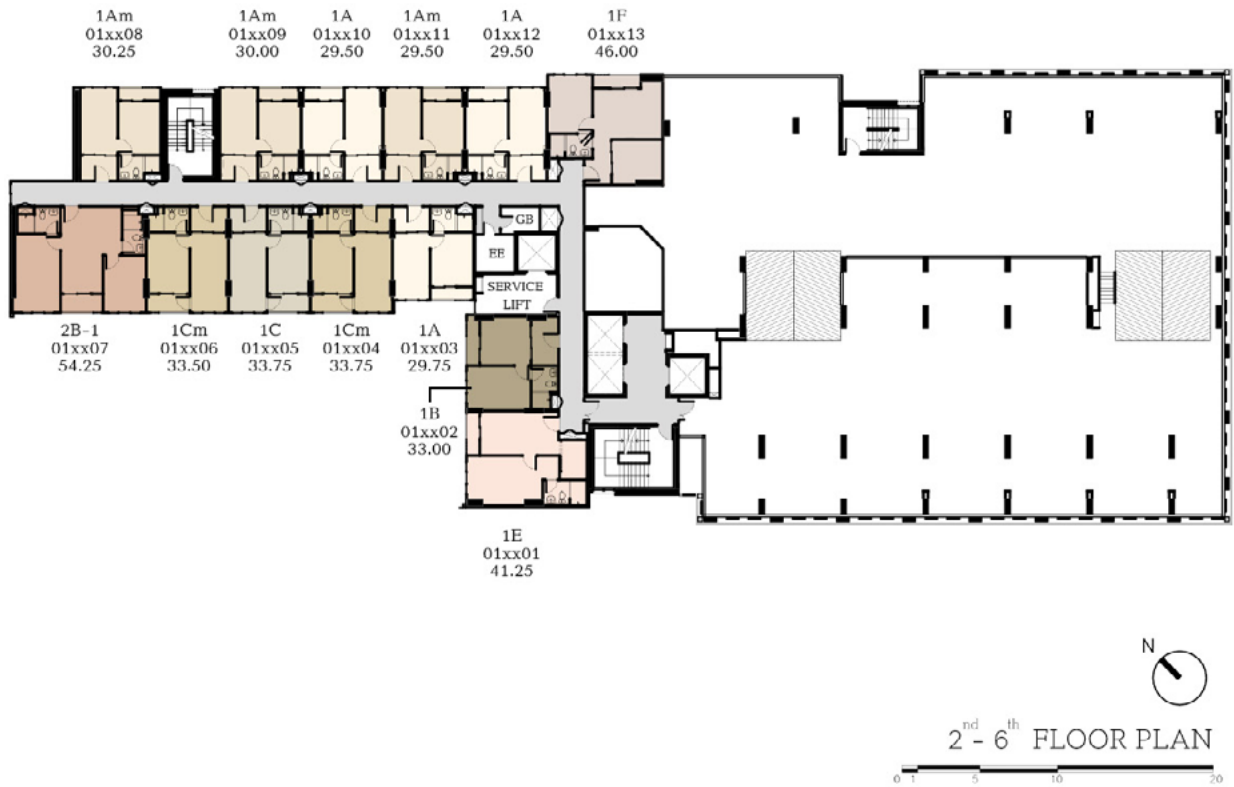 1Am
01xx08
30.25
1Am
01xx09
30.00
1A
01xx10
29.50
1Am
01xx11
29.50
1A
01xx12
29.50
1F
01xx13
46.00
GB
EE
SERVICE
LIFT
2B-1
01xx07
54.25
1Cm
01xx06
33.50
1C
01xx05
33.75
1Cm
01xx04
33.75
1A
01xx03
29.75
1B
01xx02
33.00
1E
01xx01
41.25
N
2nd - 6th FLOOR PLAN
0 1 5 10 20